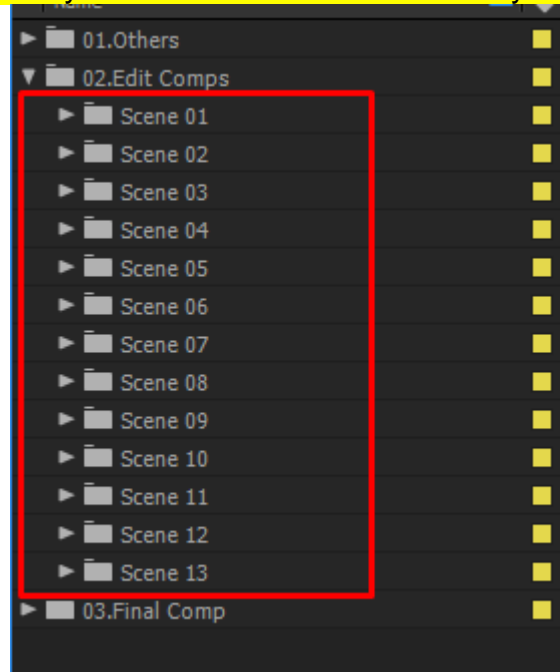 Name
01.Others
02.Edit Comps
Scene 01
Scene 02
Scene 03
Scene 04
Scene 05
Scene 06
Scene 07
Scene 08
Scene 09
Scene 10
Scene 11
Scene 12
Scene 13
03.Final Comp